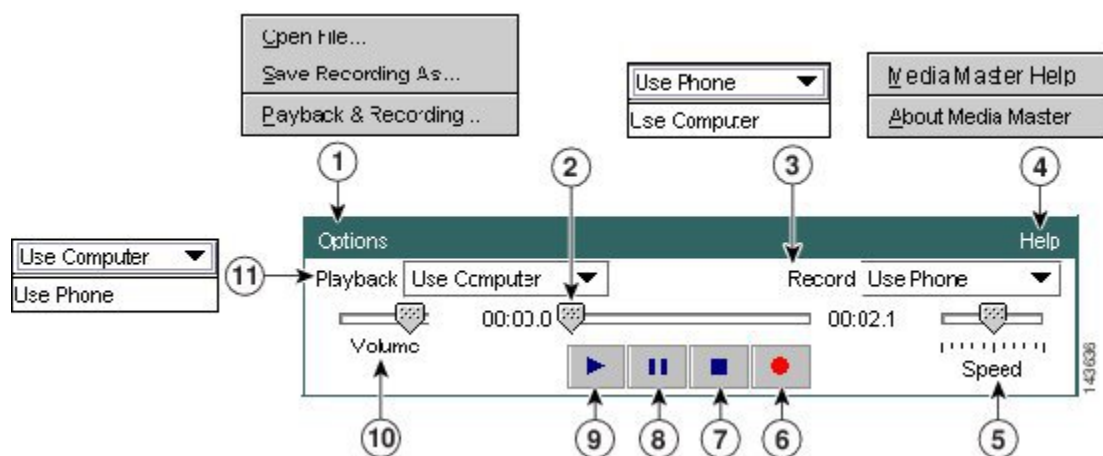 Open File...
Save Recording As...
Playback & Recording...
Use Phone
Use Computer
Media Master Help
About Media Master
1
2
3
4
Options
Help
Use Computer
Use Phone
11
Playback
Use Computer
Record
Use Phone
00:00.0
00:02.1
Volume
Speed
143636
10
9
8
7
6
5